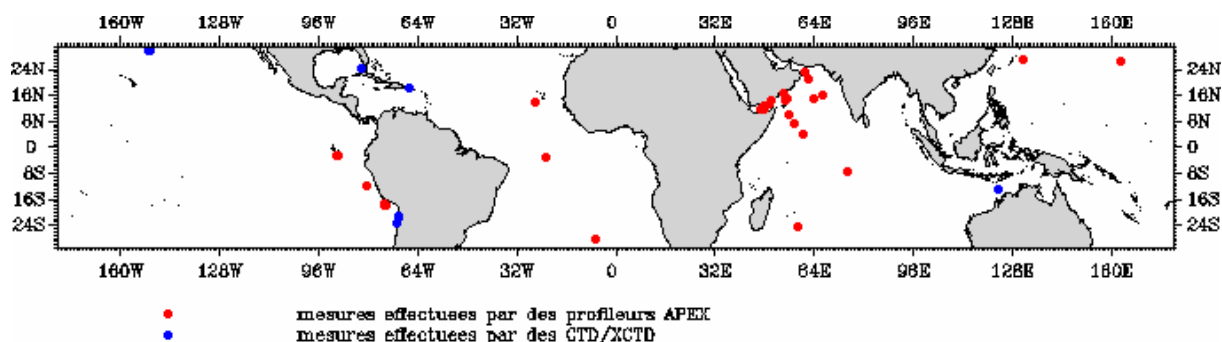 160W 128W 96W 64W 32W 0 32E 64E 96E 128E 160E
24N 24N
16N 16N
8N 8N
0 0
8S 8S
16S 16S
24S 24S
160W 128W 96W 64W 32W 0 32E 64E 96E 128E 160E
mesures effectuees par des profileurs APEX
mesures effectuees par des CTD/XCTD